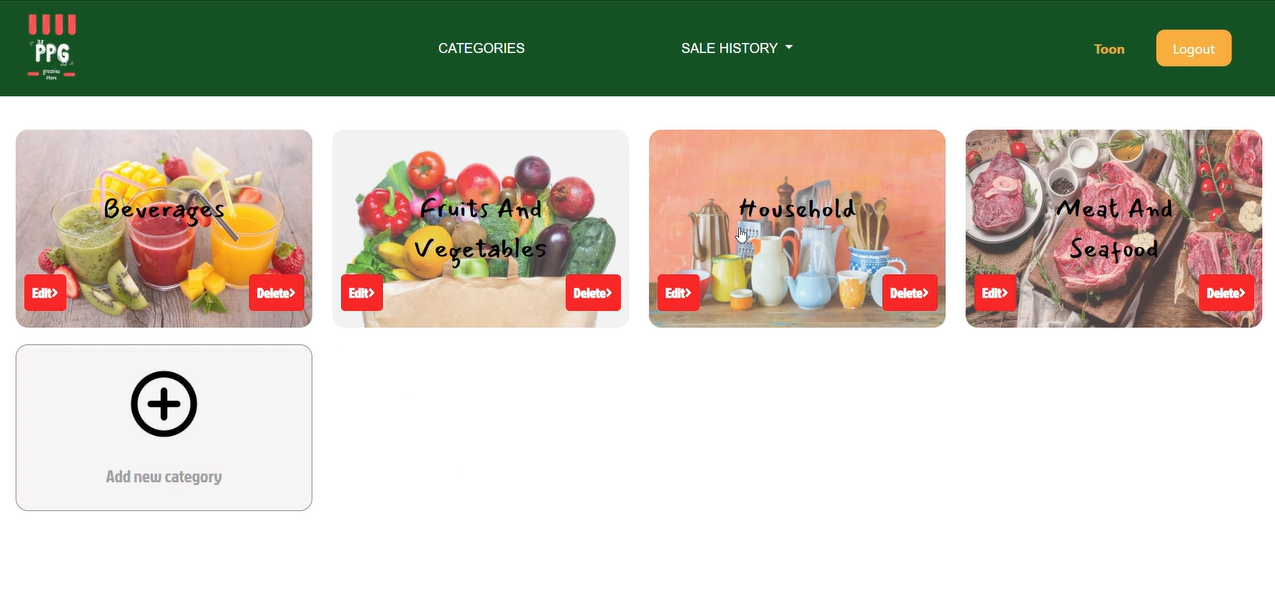 PPG
groceries
store
CATEGORIES
SALE HISTORY
Toon
Logout
Beverages
Edit>
Delete>
Fruits And
Vegetables
Edit>
Delete>
Household
Edit>
Delete>
Meat And
Seafood
Edit>
Delete>
Add new category